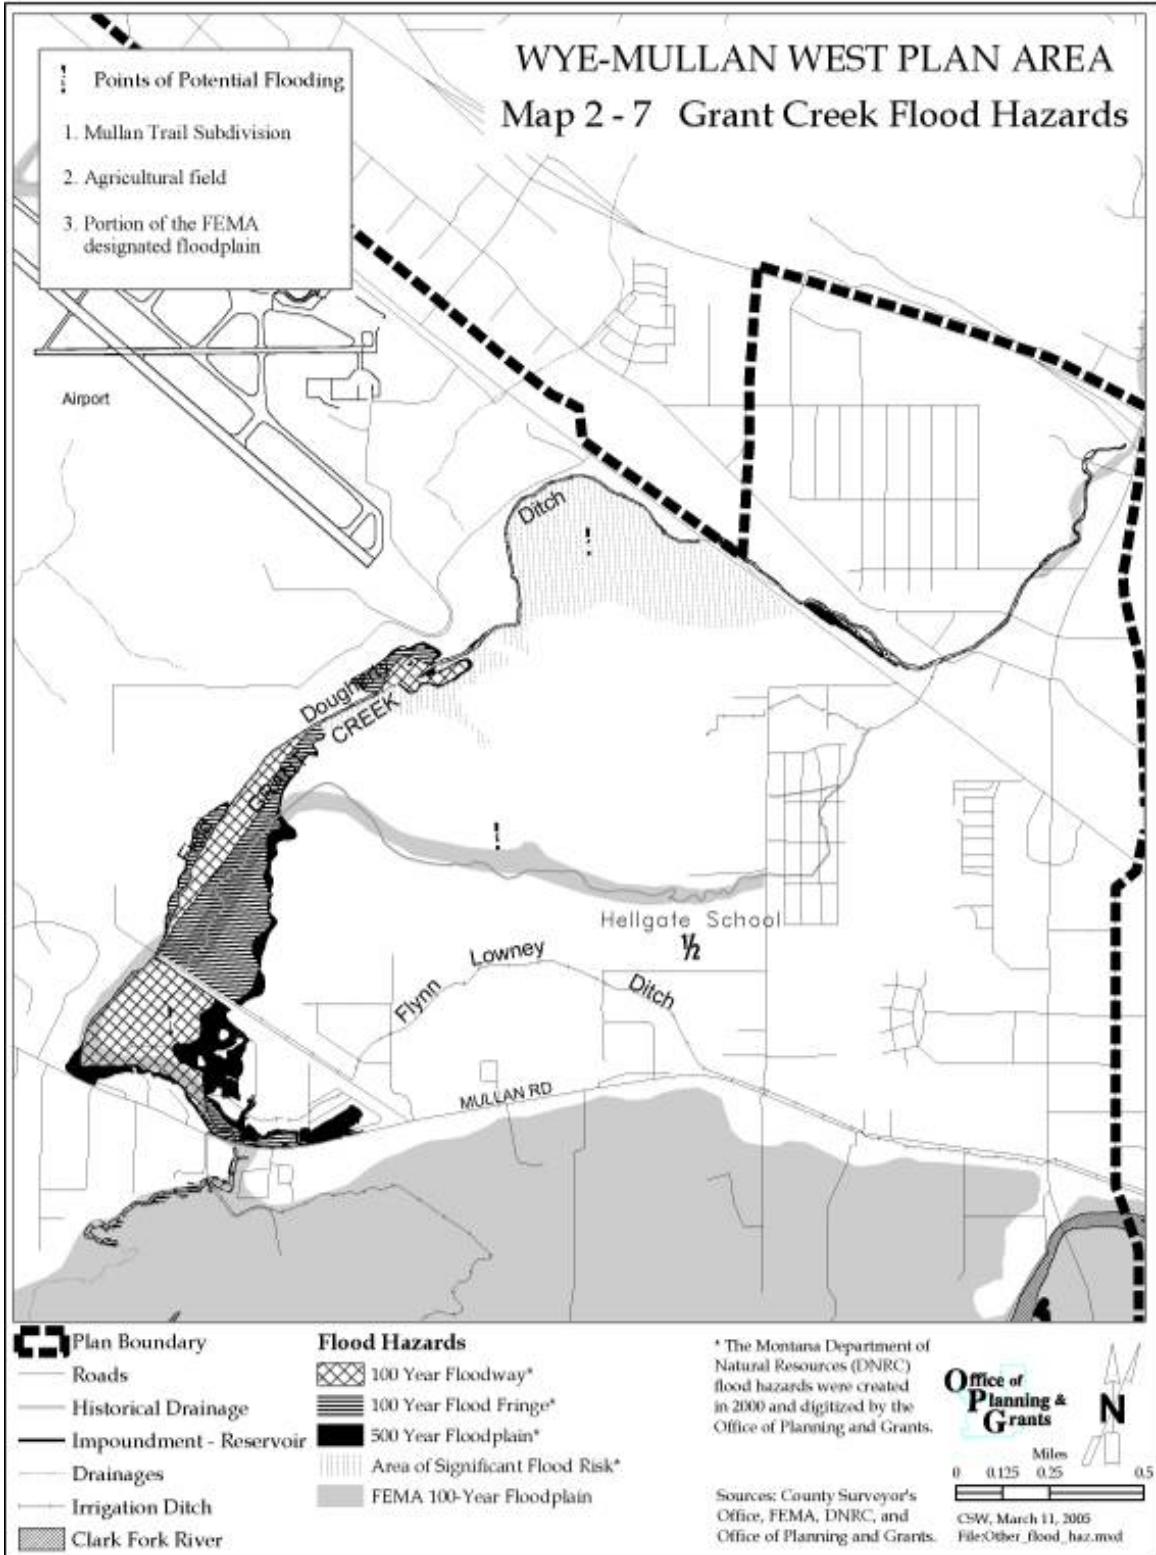 WYE-MULLAN WEST PLAN AREA
Map 2 - 7 Grant Creek Flood Hazards
Points of Potential Flooding
1. Mullan Trail Subdivision
2. Agricultural field
3. Portion of the FEMA
designated floodplain
Airport
Ditch
CREEK
Hellgate School
½
Flynn
Lowney
Ditch
MULLAN RD
Plan Boundary
Roads
Historical Drainage
Impoundment - Reservoir
Drainages
Irrigation Ditch
Clark Fork River
Flood Hazards
100 Year Floodway*
100 Year Flood Fringe*
500 Year Floodplain*
Area of Significant Flood Risk*
FEMA 100-Year Floodplain
* The Montana Department of
Natural Resources (DNRC)
flood hazards were created
in 2000 and digitized by the
Office of Planning and Grants.
Sources: County Surveyor's
Office, FEMA, DNRC, and
Office of Planning and Grants.
Office of
Planning &
Grants
N
Miles
0 0.125 0.25 0.5
CSW, March 11, 2005
File:Other_flood_haz.mxd